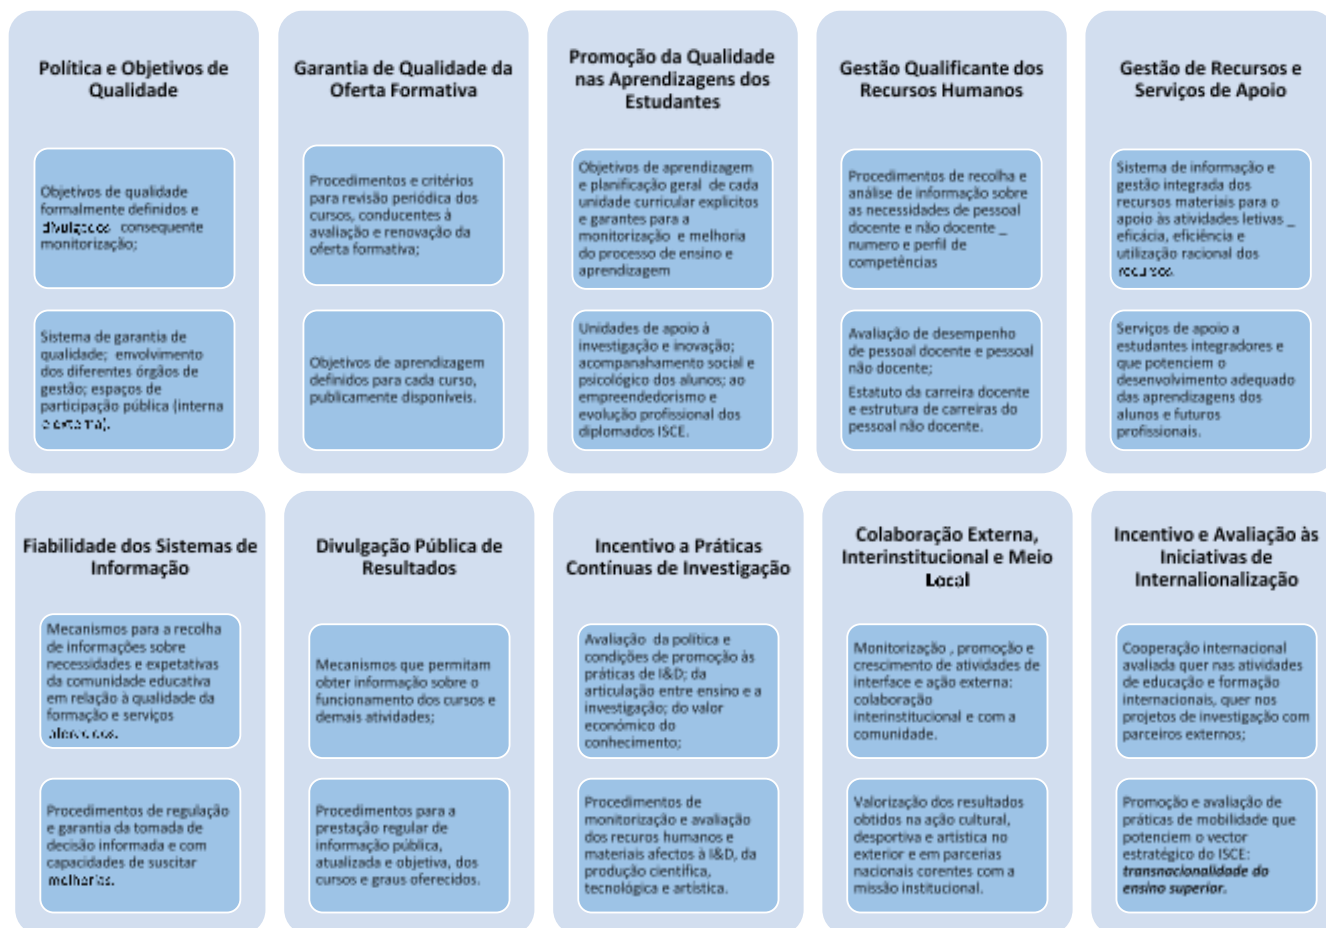 Política e Objetivos de
Qualidade
Objetivos de qualidade
formalmente definidos e
divulgados consequente
monitorização;
Sistema de garantia de
qualidade; envolvimento
dos diferentes órgãos de
gestão; espaços de
participação pública (interna
e externa).
Garantia de Qualidade da
Oferta Formativa
Procedimentos e critérios
para revisão periódica dos
cursos, conducentes à
avaliação e renovação da
oferta formativa;
Objetivos de aprendizagem
definidos para cada curso,
publicamente disponíveis.
Promoção da Qualidade
nas Aprendizagens dos
Estudantes
Objetivos de aprendizagem
e planificação geral de cada
unidade curricular explicitos
e garantes para a
monitorização e melhoria
do processo de ensino e
aprendizagem
Unidades de apoio à
investigação e inovação;
acompanahamento social e
psicológico dos alunos; ao
empreendedorismo e
evolução profissional dos
diplomados ISCE.
Gestão Qualificante dos
Recursos Humanos
Procedimentos de recolha e
análise de informação sobre
as necessidades de pessoal
docente e não docente _
numero e perfil de
competências
Avaliação de desempenho
de pessoal docente e pessoal
não docente;
Estatuto da carreira docente
e estrutura de carreiras do
pessoal não docente.
Gestão de Recursos e
Serviços de Apoio
Sistema de informação e
gestão integrada dos
recursos materiais para o
apoio às atividades letivas _
eficácia, eficiência e
utilização racional dos
recursos.
Serviços de apoio a
estudantes integradores e
que potenciem o
desenvolvimento adequado
das aprendizagens dos
alunos e futuros
profissionais.
Fiabilidade dos Sistemas de
Informação
Mecanismos para a recolha
de informações sobre
necessidades e expetativas
da comunidade educativa
em relação à qualidade da
formação e serviços
Procedimentos de regulação
e garantia da tomada de
decisão informada e com
capacidades de suscitar
melhorias.
Divulgação Pública de
Resultados
Mecanismos que permitam
obter informação sobre o
funcionamento dos cursos e
demais atividades;
Procedimentos para a
prestação regular de
informação pública,
atualizada e objetiva, dos
cursos e graus oferecidos.
Incentivo a Práticas
Contínuas de Investigação
Avaliação da política e
condições de promoção às
práticas de I&D; da
articulação entre ensino e a
investigação; do valor
económico do
conhecimento;
Procedimentos de
monitorização e avaliação
dos recuros humanos e
materiais afectos à I&D, da
produção científica,
tecnológica e artística.
Colaboração Externa,
Interinstitucional e Meio
Local
Monitorização , promoção e
crescimento de atividades de
interface e ação externa:
colaboração
interinstitucional e com a
comunidade.
Valorização dos resultados
obtidos na ação cultural,
desportiva e artística no
exterior e em parcerias
nacionais corentes com a
missão institucional.
Incentivo e Avaliação às
Iniciativas de
Internalionalização
Cooperação internacional
avaliada quer nas atividades
de educação e formação
internacionais, quer nos
projetos de investigação com
parceiros externos;
Promoção e avaliação de
práticas de mobilidade que
potenciem o vector
estratégico do ISCE:
transnacionalidade do
ensino superior.